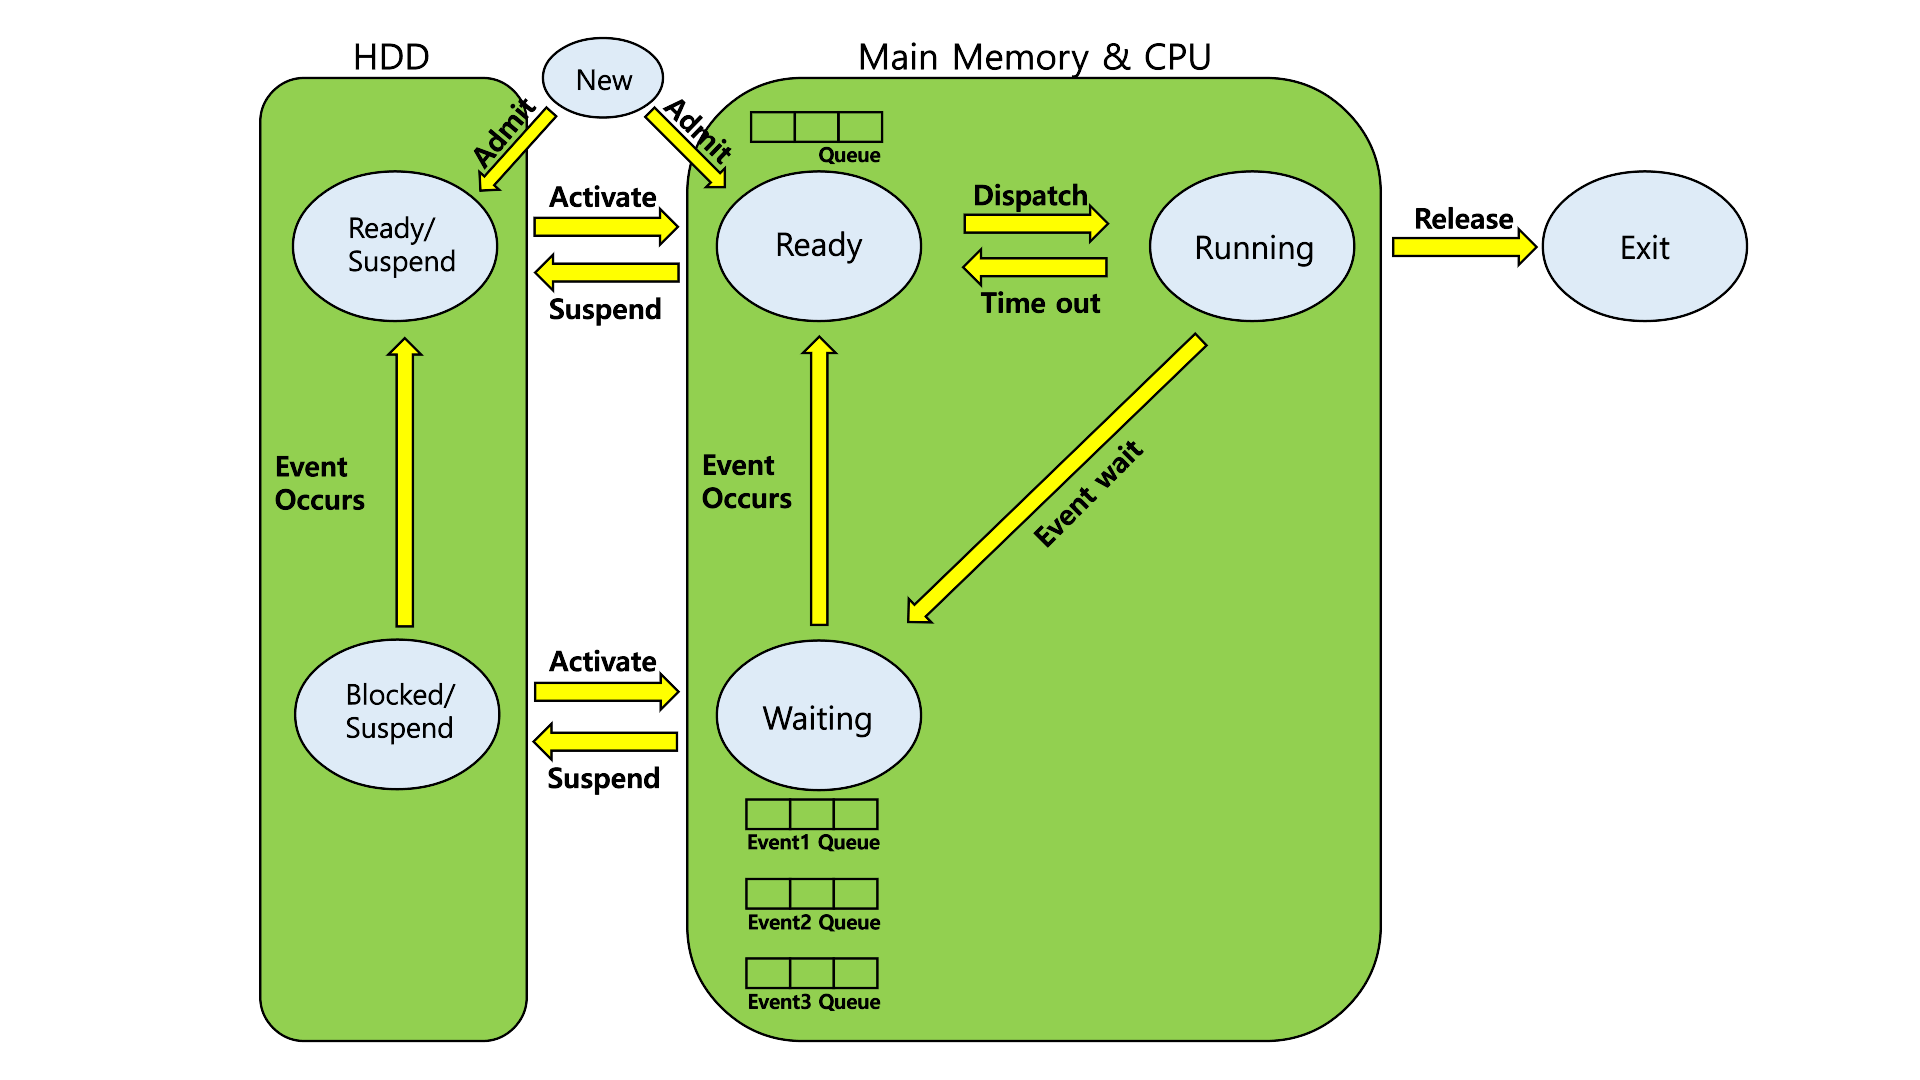 HDD
New
Main Memory & CPU
Admit
Admit
Queue
Activate
Dispatch
Release
Ready/
Suspend
Ready
Running
Exit
Suspend
Time out
Event
Occurs
Event
Occurs
Event wait
Activate
Blocked/
Suspend
Waiting
Suspend
Event1 Queue
Event2 Queue
Event3 Queue